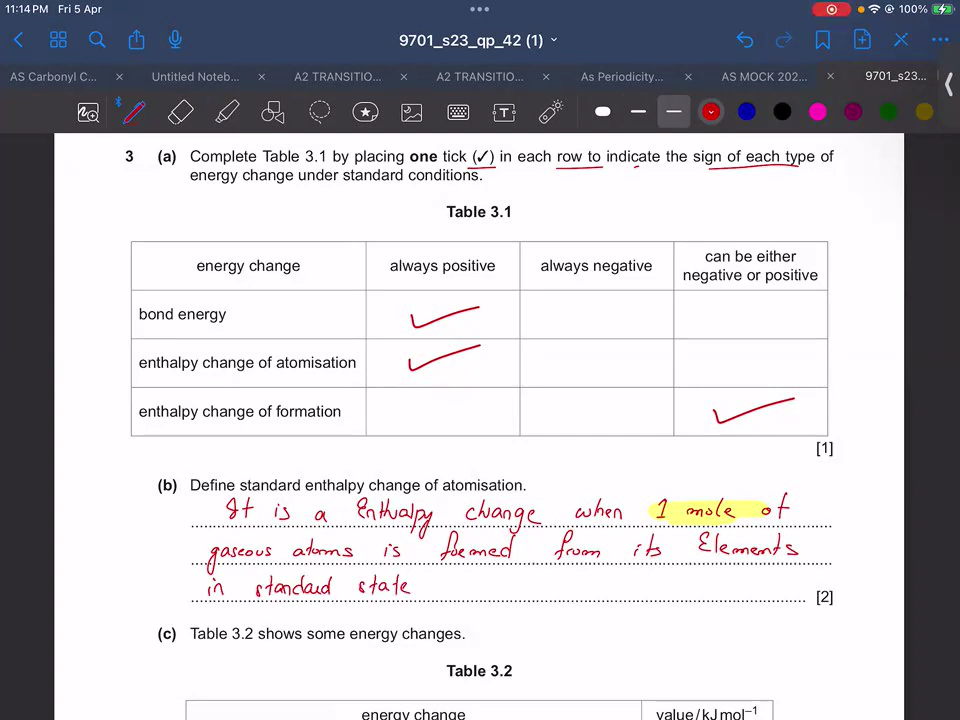 11:14 PM Fri 5 Apr 100%
9701_s23_qp_42 (1)
AS Carbonyl C... Untitled Noteb... A2 TRANSITIO... A2 TRANSITIO... As Periodicity... AS MOCK 202... 9701_s23...
3 (a) Complete Table 3.1 by placing one tick (✓) in each row to indicate the sign of each type of
energy change under standard conditions.
Table 3.1
energy change always positive always negative can be either
negative or positive
bond energy ✓
enthalpy change of atomisation ✓
enthalpy change of formation ✓
[1]
(b) Define standard enthalpy change of atomisation.
It is a Enthalpy change when 1 mole of
gaseous atoms is formed from its Elements
in standard state
[2]
(c) Table 3.2 shows some energy changes.
Table 3.2
energy change value / kJ mol⁻¹